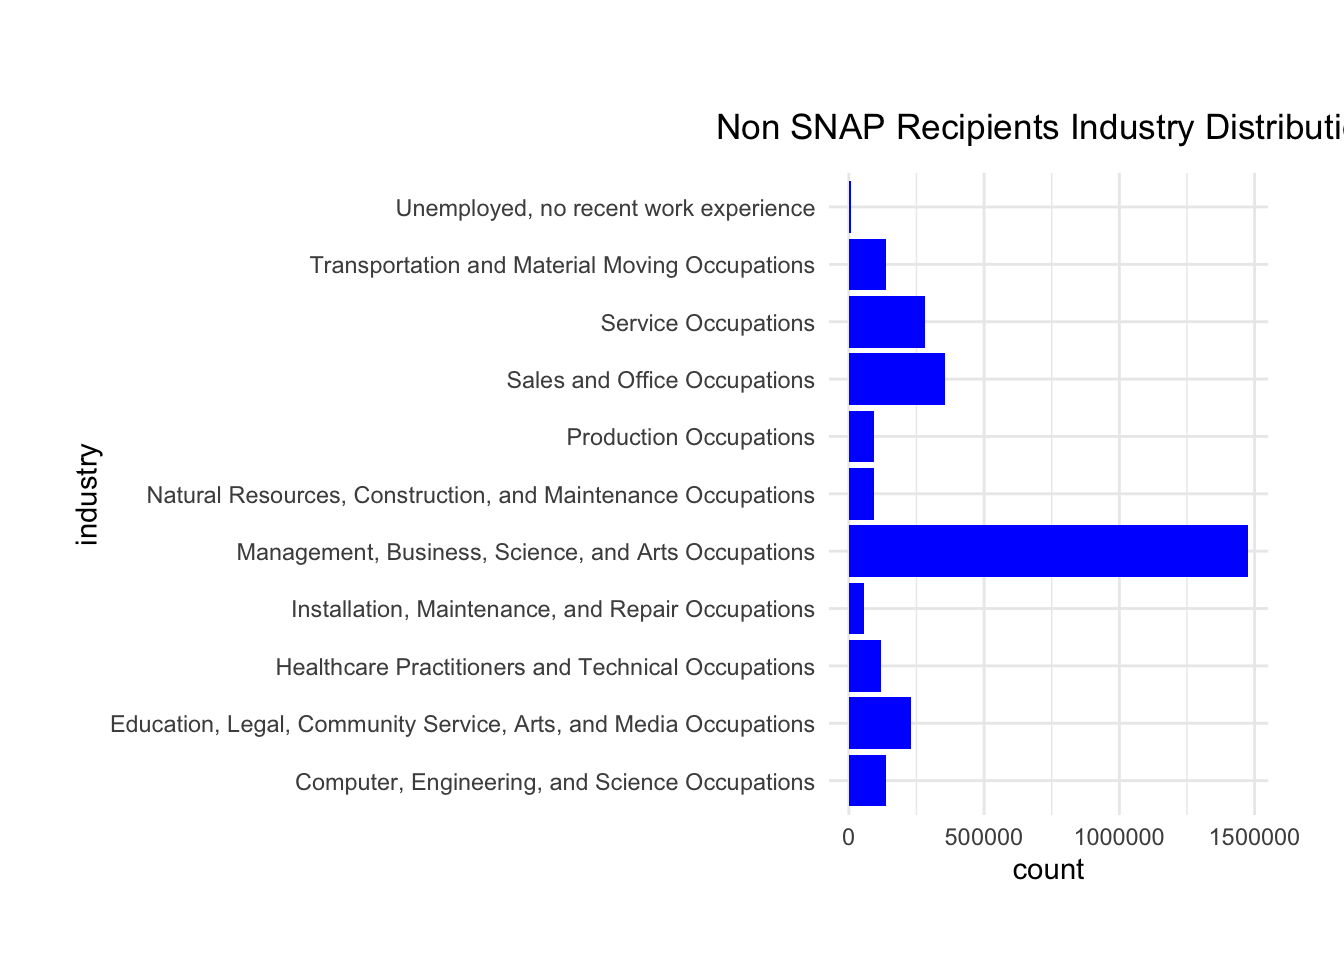 Non SNAP Recipients Industry Distributi
Unemployed, no recent work experience
Transportation and Material Moving Occupations
Service Occupations
Sales and Office Occupations
Production Occupations
Natural Resources, Construction, and Maintenance Occupations
Management, Business, Science, and Arts Occupations
Installation, Maintenance, and Repair Occupations
Healthcare Practitioners and Technical Occupations
Education, Legal, Community Service, Arts, and Media Occupations
Computer, Engineering, and Science Occupations
industry
0 500000 1000000 1500000
count